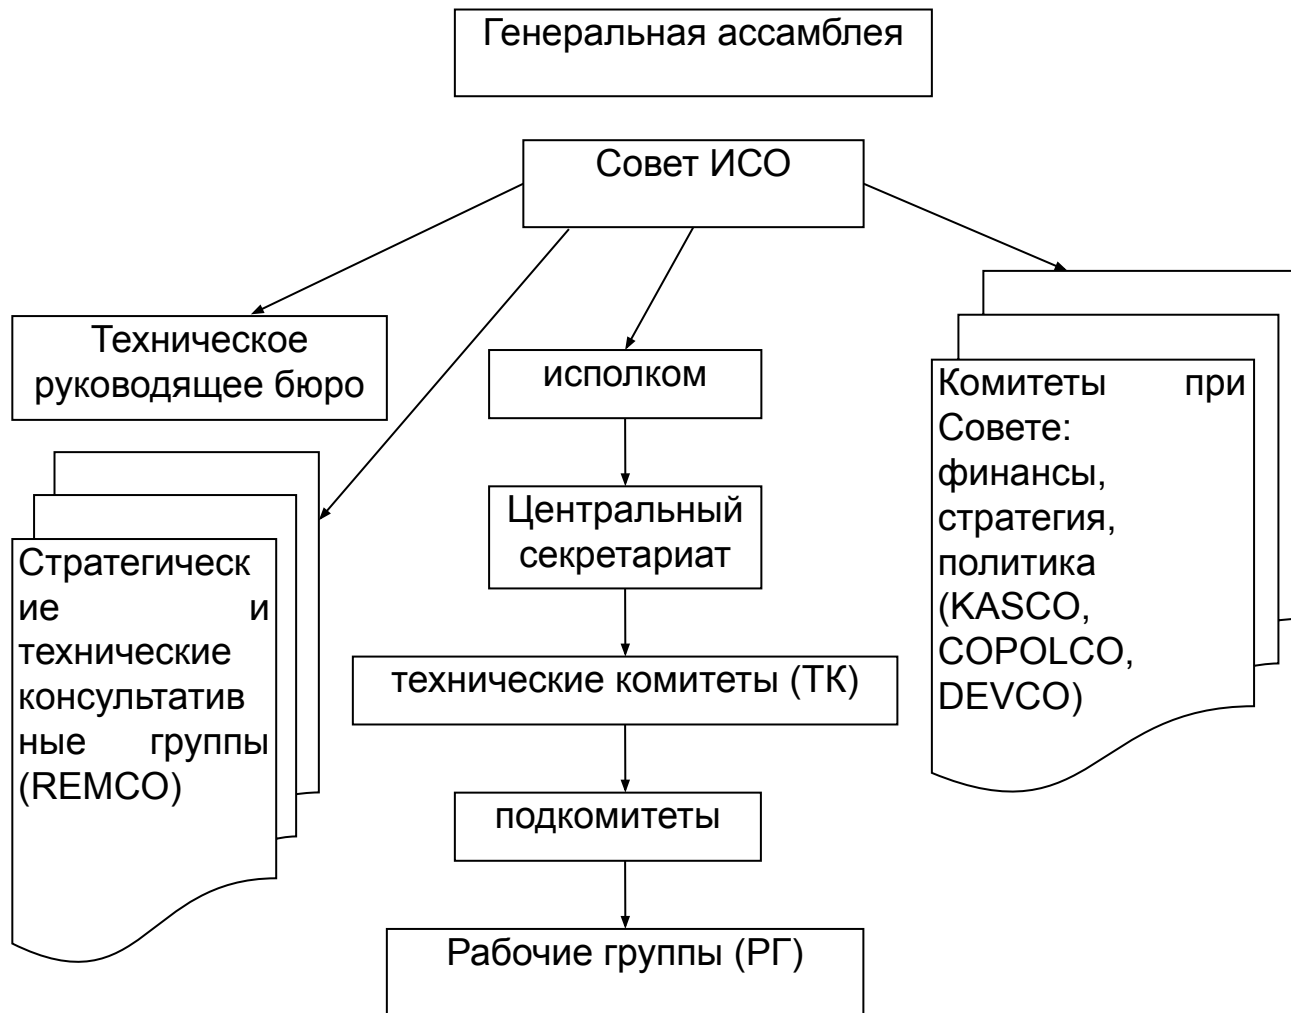 Генеральная ассамблея
Совет ИСО
Техническое
руководящее бюро
исполком
Комитеты при
Совете:
финансы,
стратегия,
политика
(KASCO,
COPOLCO,
DEVCO)
Центральный
секретариат
Стратегическ
ие и
технические
консультатив
ные группы
(REMCO)
технические комитеты (ТК)
подкомитеты
Рабочие группы (РГ)